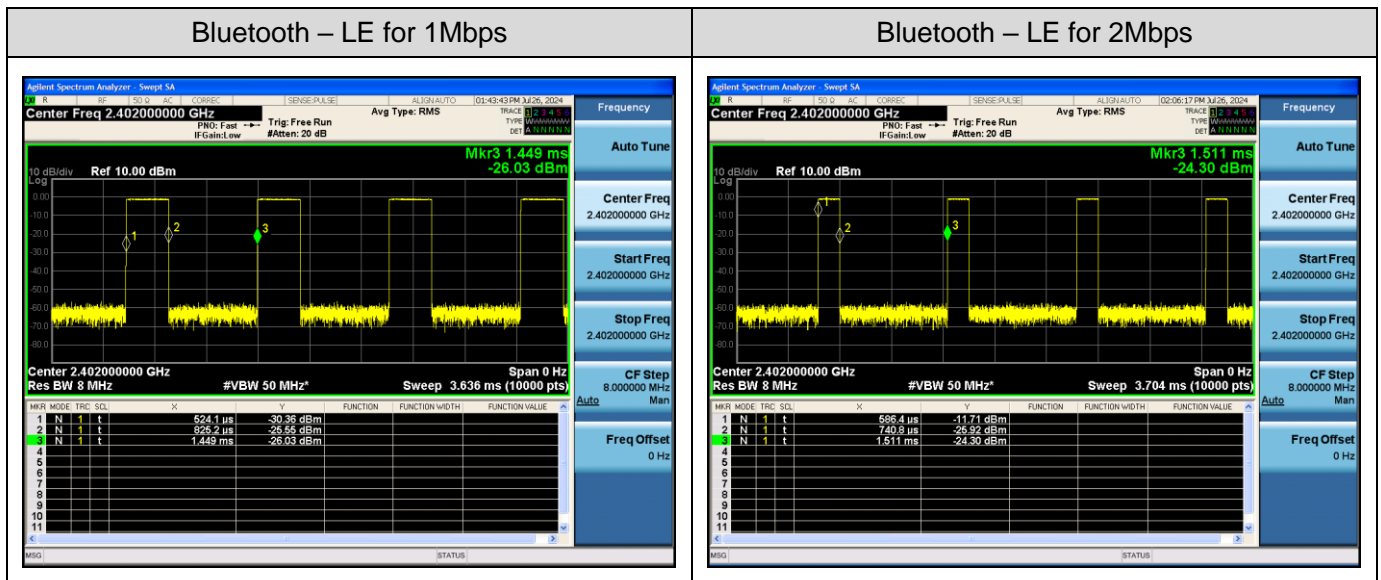 Bluetooth – LE for 1Mbps
Bluetooth – LE for 2Mbps
Agilent Spectrum Analyzer - Swept SA
R RF 50 Ω AC CORREC SENSE:PULSE ALIGNAUTO 01:43:43 PM Jul 26, 2024
Center Freq 2.402000000 GHz
PNO: Fast
IFGain:Low
Trig: Free Run
#Atten: 20 dB
Avg Type: RMS
TRACE 1 2 3 4 5 6
TYPE
DET A N N N N N
Mkr3 1.449 ms
-26.03 dBm
10 dB/div Ref 10.00 dBm
Log
0.00
-10.0
-20.0
-30.0
-40.0
-50.0
-60.0
-70.0
-80.0
1
2
3
Center 2.402000000 GHz Span 0 Hz
Res BW 8 MHz #VBW 50 MHz* Sweep 3.636 ms (10000 pts)
MKR MODE TRC SCL X Y FUNCTION FUNCTION WIDTH FUNCTION VALUE
1 N 1 t 524.1 µs -30.36 dBm
2 N 1 t 825.2 µs -25.55 dBm
3 N 1 t 1.449 ms -26.03 dBm
4
5
6
7
8
9
10
11
MSG STATUS
Frequency
Auto Tune
Center Freq
2.402000000 GHz
Start Freq
2.402000000 GHz
Stop Freq
2.402000000 GHz
CF Step
8.000000 MHz
Auto Man
Freq Offset
0 Hz
Agilent Spectrum Analyzer - Swept SA
R RF 50 Ω AC CORREC SENSE:PULSE ALIGNAUTO 02:06:17 PM Jul 26, 2024
Center Freq 2.402000000 GHz
PNO: Fast
IFGain:Low
Trig: Free Run
#Atten: 20 dB
Avg Type: RMS
TRACE 1 2 3 4 5 6
TYPE
DET A N N N N N
Mkr3 1.511 ms
-24.30 dBm
10 dB/div Ref 10.00 dBm
Log
0.00
-10.0
-20.0
-30.0
-40.0
-50.0
-60.0
-70.0
-80.0
1
2
3
Center 2.402000000 GHz Span 0 Hz
Res BW 8 MHz #VBW 50 MHz* Sweep 3.704 ms (10000 pts)
MKR MODE TRC SCL X Y FUNCTION FUNCTION WIDTH FUNCTION VALUE
1 N 1 t 586.4 µs -11.71 dBm
2 N 1 t 740.8 µs -25.92 dBm
3 N 1 t 1.511 ms -24.30 dBm
4
5
6
7
8
9
10
11
MSG STATUS
Frequency
Auto Tune
Center Freq
2.402000000 GHz
Start Freq
2.402000000 GHz
Stop Freq
2.402000000 GHz
CF Step
8.000000 MHz
Auto Man
Freq Offset
0 Hz